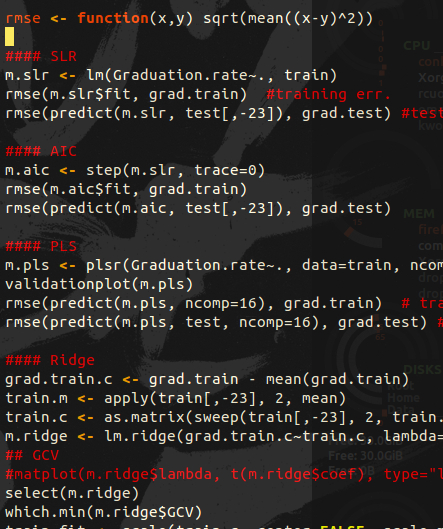 rmse <- function(x,y) sqrt(mean((x-y)^2))
#### SLR
m.slr <- lm(Graduation.rate~., train)
rmse(m.slr$fit, grad.train)  #training err.
rmse(predict(m.slr, test[,-23]), grad.test) #test
#### AIC
m.aic <- step(m.slr, trace=0)
rmse(m.aic$fit, grad.train)
rmse(predict(m.aic, test[,-23]), grad.test)
#### PLS
m.pls <- plsr(Graduation.rate~., data=train, ncom
validationplot(m.pls)
rmse(predict(m.pls, ncomp=16), grad.train)  # tra
rmse(predict(m.pls, test, ncomp=16), grad.test) #
#### Ridge
grad.train.c <- grad.train - mean(grad.train)
train.m <- apply(train[,-23], 2, mean)
train.c <- as.matrix(sweep(train[,-23], 2, train.
m.ridge <- lm.ridge(grad.train.c~train.c, lambda=
## GCV
#matplot(m.ridge$lambda, t(m.ridge$coef), type="l
select(m.ridge)
which.min(m.ridge$GCV)
CPU
Xor
MEM
DISKS
Home
Free: 30.0GiB